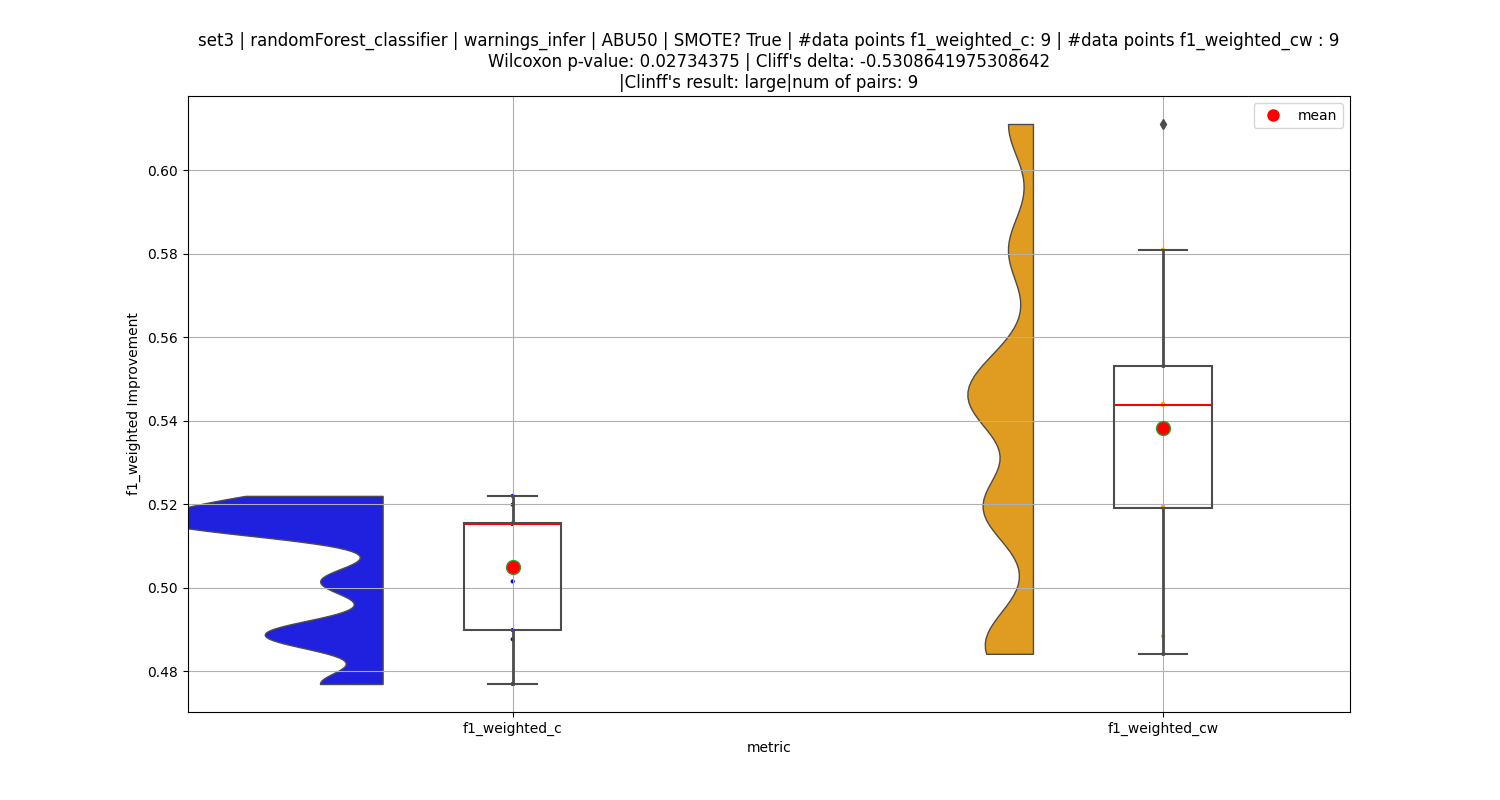 set3 | randomForest_classifier | warnings_infer | ABU50 | SMOTE? True | #data points f1_weighted_c: 9 | #data points f1_weighted_cw : 9
Wilcoxon p-value: 0.02734375 | Cliff's delta: -0.5308641975308642
|Clinff's result: large|num of pairs: 9
mean
0.60
0.58
0.56
0.54
0.52
0.50
0.48
f1_weighted Improvement
f1_weighted_c
f1_weighted_cw
metric